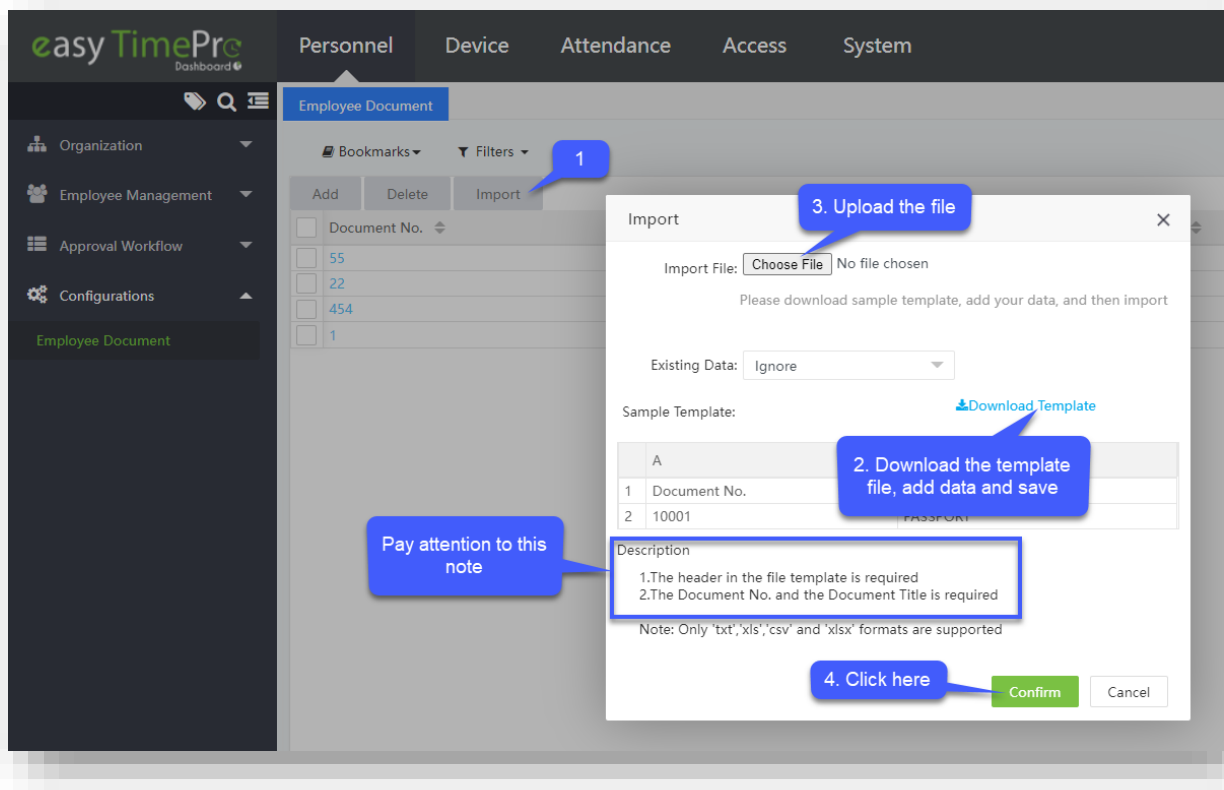 easy TimePro
Dashboard
Personnel
Device
Attendance
Access
System
Organization
Employee Management
Approval Workflow
Configurations
Employee Document
Employee Document
Bookmarks
Filters
1
Add
Delete
Import
Document No.
55
22
454
1
Import
3. Upload the file
Import File:
Choose File
No file chosen
Please download sample template, add your data, and then import
Existing Data:
Ignore
Sample Template:
Download Template
2. Download the template
file, add data and save
A
1
Document No.
2
10001
PASSPORT
Pay attention to this
note
Description
1.The header in the file template is required
2.The Document No. and the Document Title is required
Note: Only 'txt','xls','csv' and 'xlsx' formats are supported
4. Click here
Confirm
Cancel